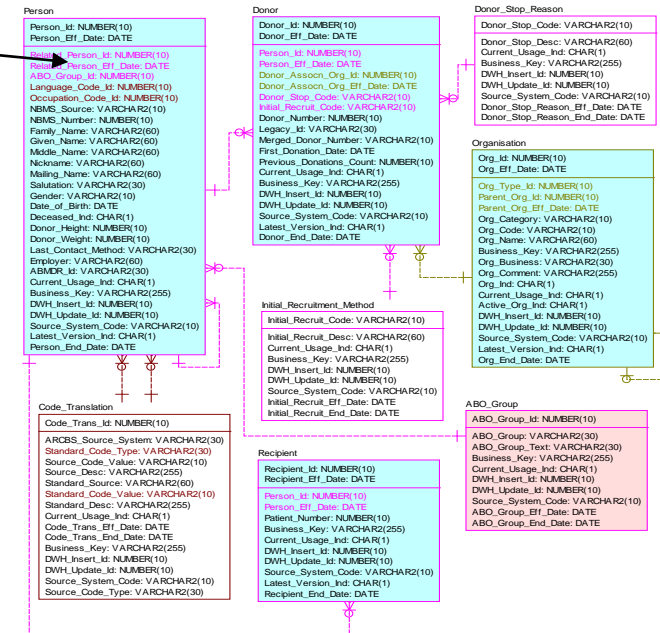 Person
Person_Id: NUMBER(10)
Person_Eff_Date: DATE
Related_Person_Id: NUMBER(10)
Related_Person_Eff_Date: DATE
ABO_Group_Id: NUMBER(10)
Language_Code_Id: NUMBER(10)
Occupation_Code_Id: NUMBER(10)
NBMS_Source: VARCHAR2(10)
NBMS_Number: NUMBER(10)
Family_Name: VARCHAR2(60)
Given_Name: VARCHAR2(60)
Middle_Name: VARCHAR2(60)
Nickname: VARCHAR2(60)
Mailing_Name: VARCHAR2(60)
Salutation: VARCHAR2(30)
Gender: VARCHAR2(10)
Date_of_Birth: DATE
Deceased_Ind: CHAR(1)
Donor_Height: NUMBER(10)
Donor_Weight: NUMBER(10)
Last_Contact_Method: VARCHAR2(30)
Employer: VARCHAR2(60)
ABMDR_Id: VARCHAR2(30)
Current_Usage_Ind: CHAR(1)
Business_Key: VARCHAR2(255)
DWH_Insert_Id: NUMBER(10)
DWH_Update_Id: NUMBER(10)
Source_System_Code: VARCHAR2(10)
Latest_Version_Ind: CHAR(1)
Person_End_Date: DATE
Donor
Donor_Id: NUMBER(10)
Donor_Eff_Date: DATE
Person_Id: NUMBER(10)
Person_Eff_Date: DATE
Donor_Assocn_Org_Id: NUMBER(10)
Donor_Assocn_Org_Eff_Date: DATE
Donor_Stop_Code: VARCHAR2(10)
Initial_Recruit_Code: VARCHAR2(10)
Donor_Number: NUMBER(10)
Legacy_Id: VARCHAR2(30)
Merged_Donor_Number: VARCHAR2(10)
First_Donation_Date: DATE
Previous_Donations_Count: NUMBER(10)
Current_Usage_Ind: CHAR(1)
Business_Key: VARCHAR2(255)
DWH_Insert_Id: NUMBER(10)
DWH_Update_Id: NUMBER(10)
Source_System_Code: VARCHAR2(10)
Latest_Version_Ind: CHAR(1)
Donor_End_Date: DATE
Donor_Stop_Reason
Donor_Stop_Code: VARCHAR2(10)
Donor_Stop_Desc: VARCHAR2(60)
Current_Usage_Ind: CHAR(1)
Business_Key: VARCHAR2(255)
DWH_Insert_Id: NUMBER(10)
DWH_Update_Id: NUMBER(10)
Source_System_Code: VARCHAR2(10)
Donor_Stop_Reason_Eff_Date: DATE
Donor_Stop_Reason_End_Date: DATE
Organisation
Org_Id: NUMBER(10)
Org_Eff_Date: DATE
Org_Type_Id: NUMBER(10)
Parent_Org_Id: NUMBER(10)
Parent_Org_Eff_Date: DATE
Org_Category: VARCHAR2(10)
Org_Code: VARCHAR2(10)
Org_Name: VARCHAR2(60)
Business_Key: VARCHAR2(255)
Org_Business: VARCHAR2(30)
Org_Comment: VARCHAR2(255)
Org_Ind: CHAR(1)
Current_Usage_Ind: CHAR(1)
Active_Org_Ind: CHAR(1)
DWH_Insert_Id: NUMBER(10)
DWH_Update_Id: NUMBER(10)
Source_System_Code: VARCHAR2(10)
Latest_Version_Ind: CHAR(1)
Org_End_Date: DATE
Initial_Recruitment_Method
Initial_Recruit_Code: VARCHAR2(10)
Initial_Recruit_Desc: VARCHAR2(60)
Current_Usage_Ind: CHAR(1)
Business_Key: VARCHAR2(255)
DWH_Insert_Id: NUMBER(10)
DWH_Update_Id: NUMBER(10)
Source_System_Code: VARCHAR2(10)
Initial_Recruit_Eff_Date: DATE
Initial_Recruit_End_Date: DATE
Code_Translation
Code_Trans_Id: NUMBER(10)
ARCBS_Source_System: VARCHAR2(30)
Standard_Code_Type: VARCHAR2(30)
Source_Code_Value: VARCHAR2(10)
Source_Desc: VARCHAR2(255)
Standard_Source: VARCHAR2(60)
Standard_Code_Value: VARCHAR2(10)
Standard_Desc: VARCHAR2(255)
Current_Usage_Ind: CHAR(1)
Code_Trans_Eff_Date: DATE
Code_Trans_End_Date: DATE
Business_Key: VARCHAR2(255)
DWH_Insert_Id: NUMBER(10)
DWH_Update_Id: NUMBER(10)
Source_System_Code: VARCHAR2(10)
Source_Code_Type: VARCHAR2(30)
Recipient
Recipient_Id: NUMBER(10)
Recipient_Eff_Date: DATE
Person_Id: NUMBER(10)
Person_Eff_Date: DATE
Patient_Number: NUMBER(10)
Business_Key: VARCHAR2(255)
Current_Usage_Ind: CHAR(1)
DWH_Insert_Id: NUMBER(10)
DWH_Update_Id: NUMBER(10)
Source_System_Code: VARCHAR2(10)
Latest_Version_Ind: CHAR(1)
Recipient_End_Date: DATE
ABO_Group
ABO_Group_Id: NUMBER(10)
ABO_Group: VARCHAR2(30)
ABO_Group_Text: VARCHAR2(30)
Business_Key: VARCHAR2(255)
Current_Usage_Ind: CHAR(1)
DWH_Insert_Id: NUMBER(10)
DWH_Update_Id: NUMBER(10)
Source_System_Code: VARCHAR2(10)
ABO_Group_Eff_Date: DATE
ABO_Group_End_Date: DATE